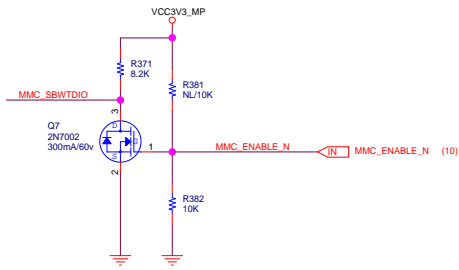 VCC3V3_MP
R371
8.2K
R381
NL/10K
MMC_SBWTDIO
3
Q7
2N7002
300mA/60v
D
G
S
1
2
MMC_ENABLE_N
IN
MMC_ENABLE_N (10)
R382
10K